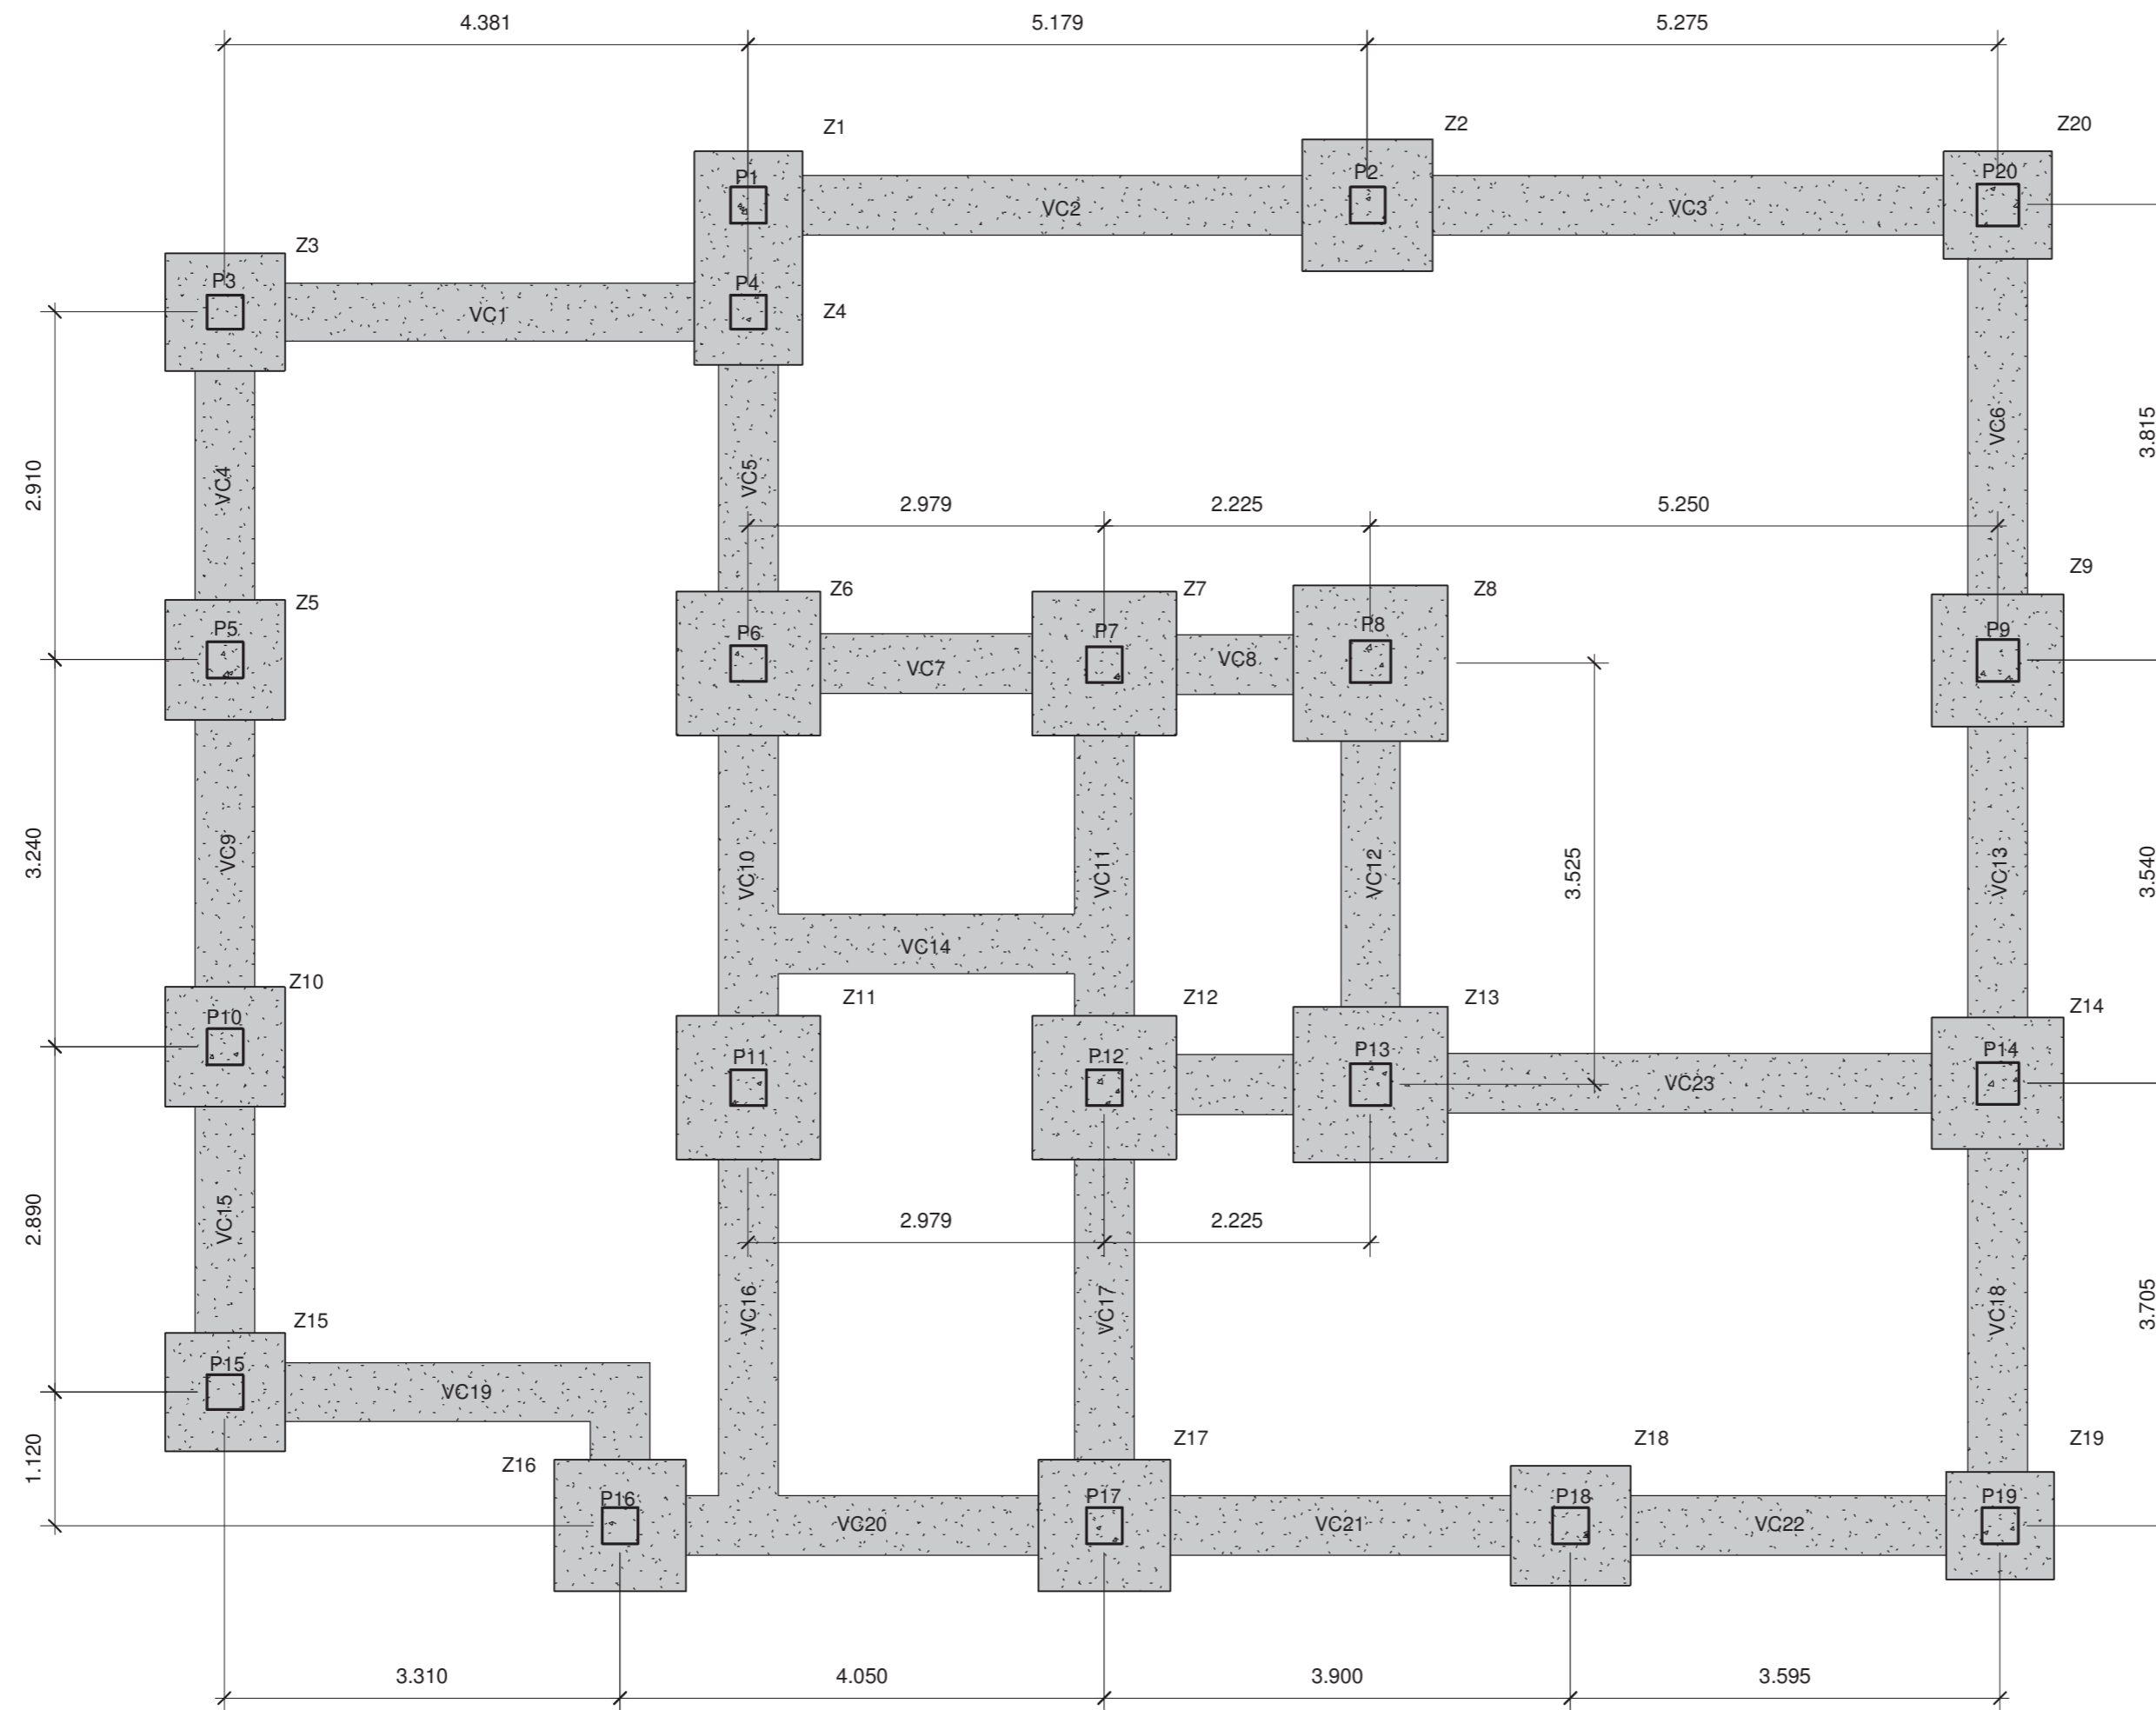 4.381 5.179 5.275
Z1 Z2 Z20
P1 P2 P20
VC2 VC3
Z3
P3 P4
VC1 Z4
3.815
VC6
2.910
VC4 VC5
2.979 2.225 5.250
Z5 Z6 Z7 Z8 Z9
P5 P6 P7 P8 P9
VC7 VC8
3.240
VC9 VC10 VC11 VC12 3.525 VC13 3.540
VC14
Z10 Z11 Z12 Z13 Z14
P10 P11 P12 P13 P14
VC23
2.890
VC15
2.979 2.225
VC16 VC17 VC18 3.705
Z15
P15
VC19
1.120
Z16 Z17 Z18 Z19
P16 P17 P18 P19
VC20 VC21 VC22
3.310 4.050 3.900 3.595